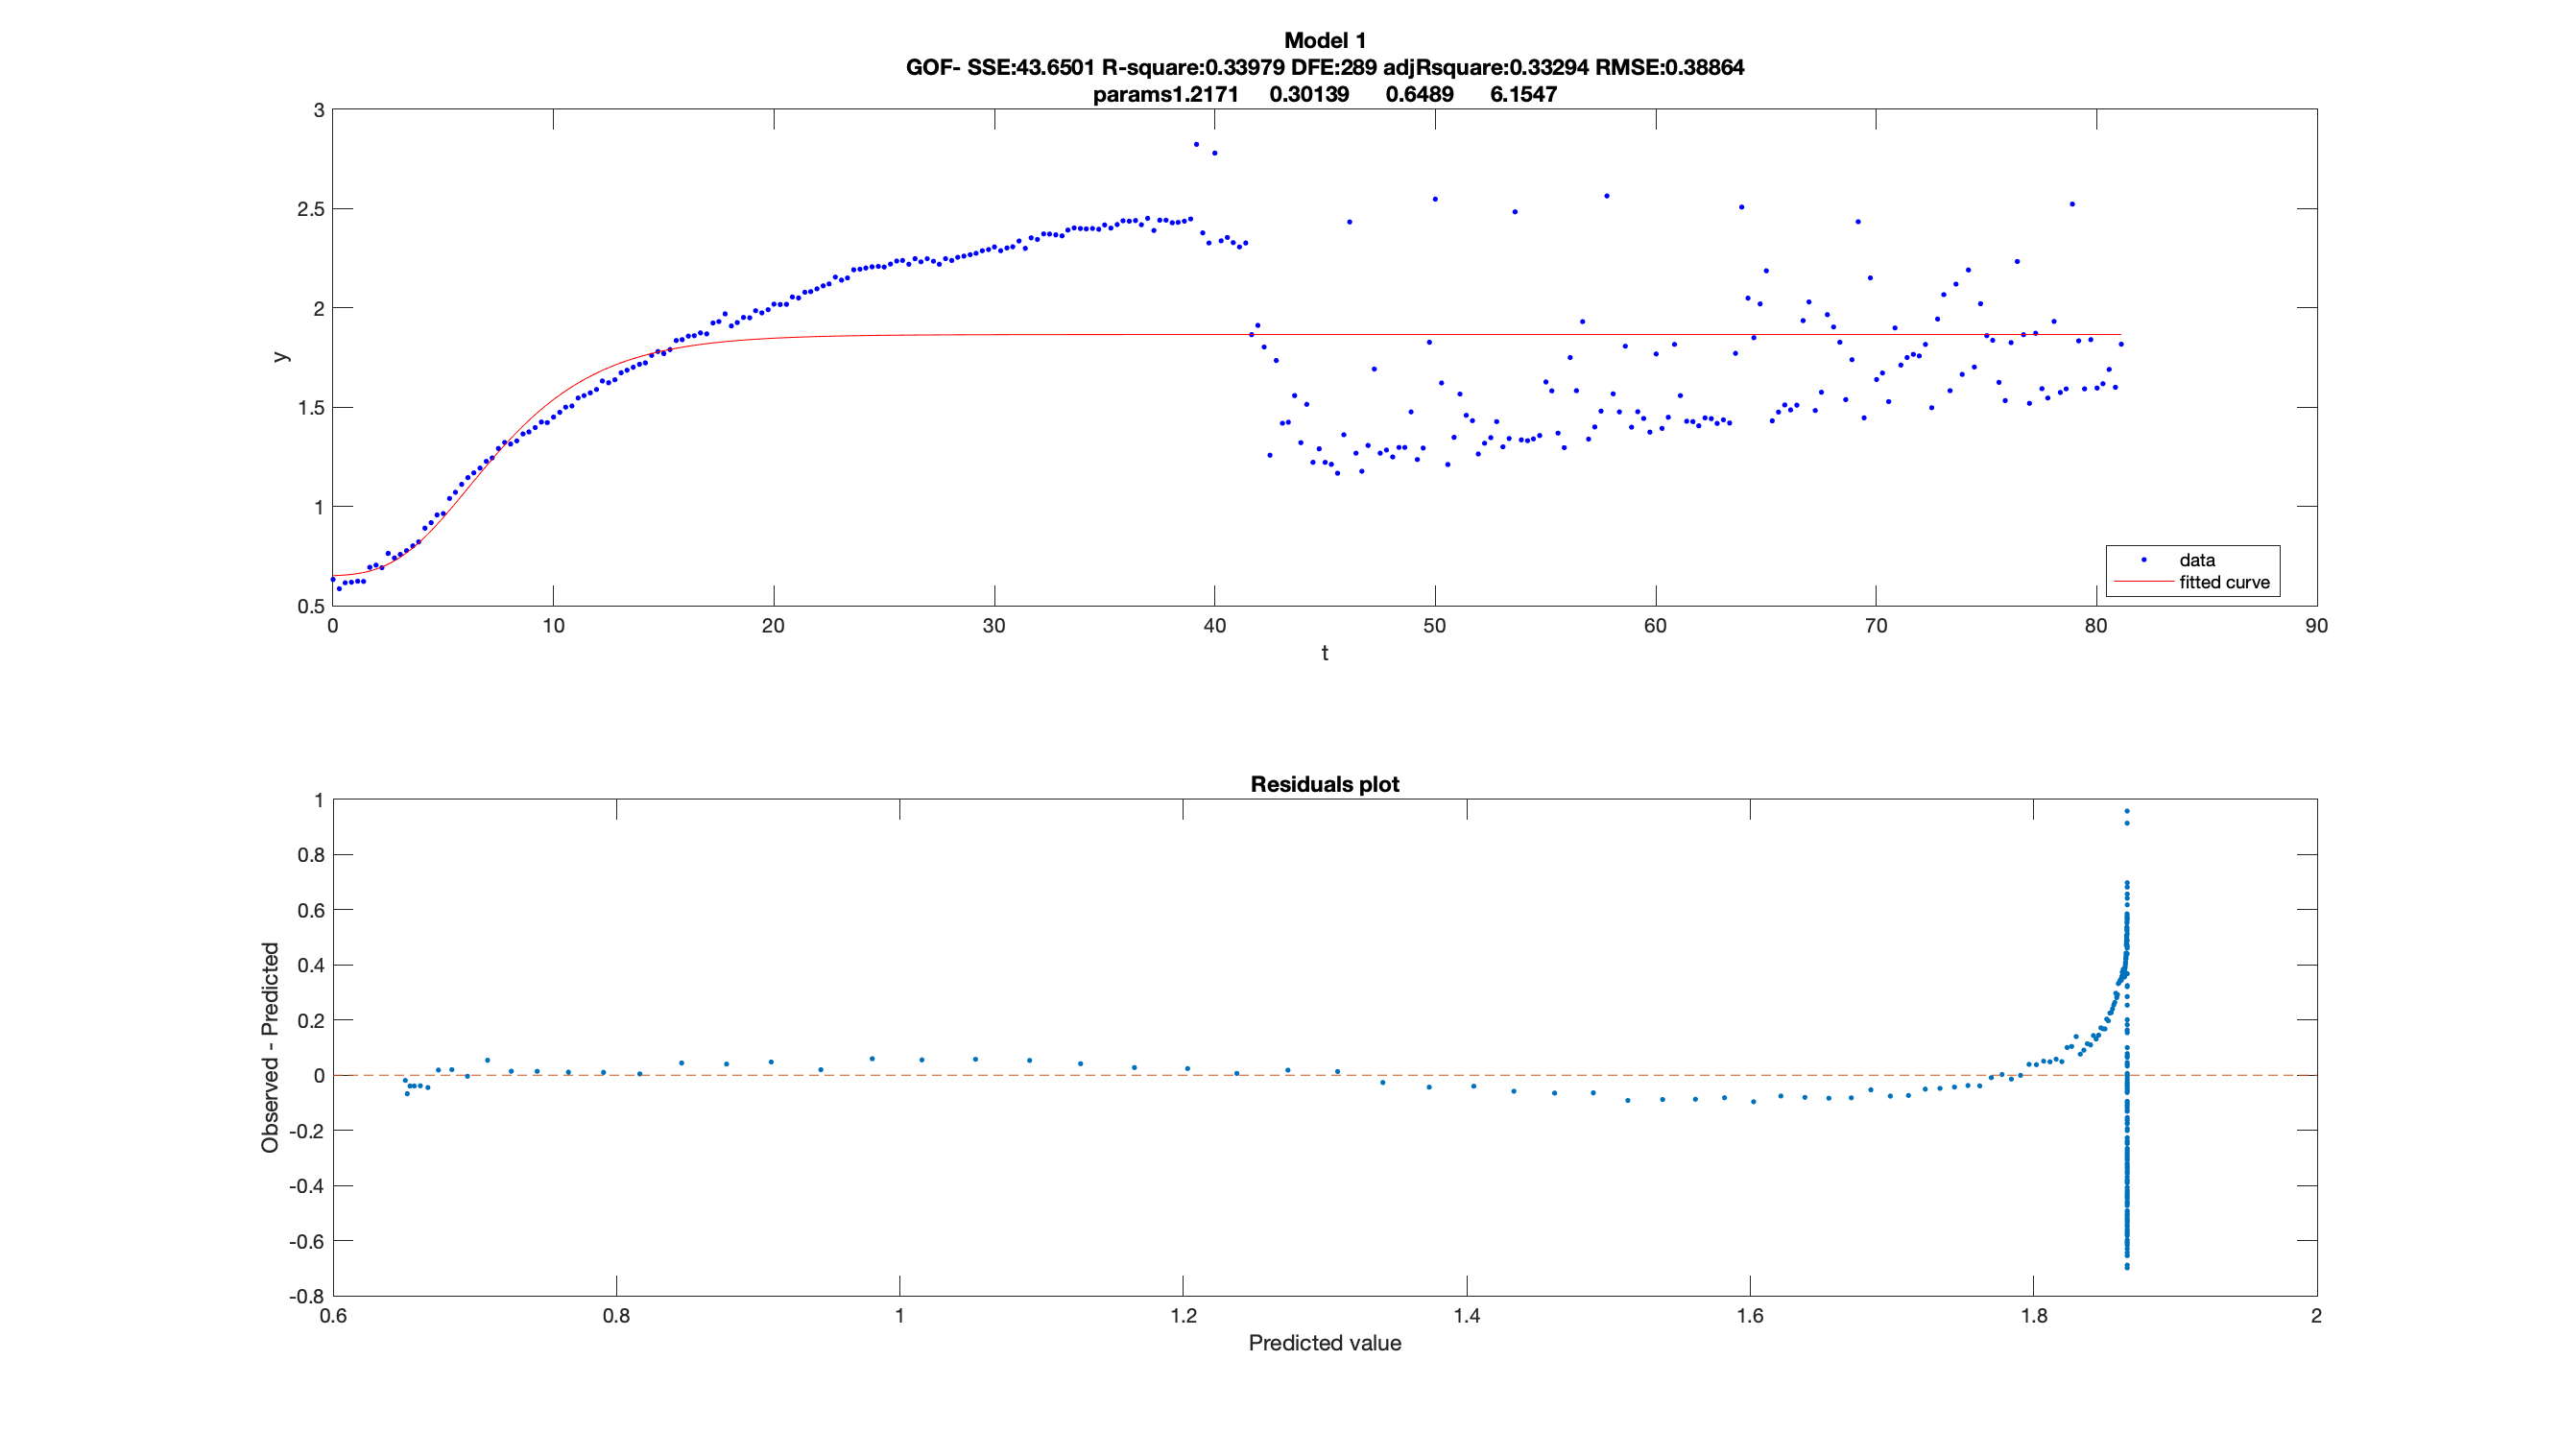 Model 1
GOF- SSE:43.6501 R-square:0.33979 DFE:289 adjRsquare:0.33294 RMSE:0.38864
params1.2171 0.30139 0.6489 6.1547
3
2.5
2
1.5
1
0.5
y
0 10 20 30 40 50 60 70 80 90
t
data
fitted curve
Residuals plot
1
0.8
0.6
0.4
0.2
0
-0.2
-0.4
-0.6
-0.8
Observed - Predicted
0.6 0.8 1 1.2 1.4 1.6 1.8 2
Predicted value